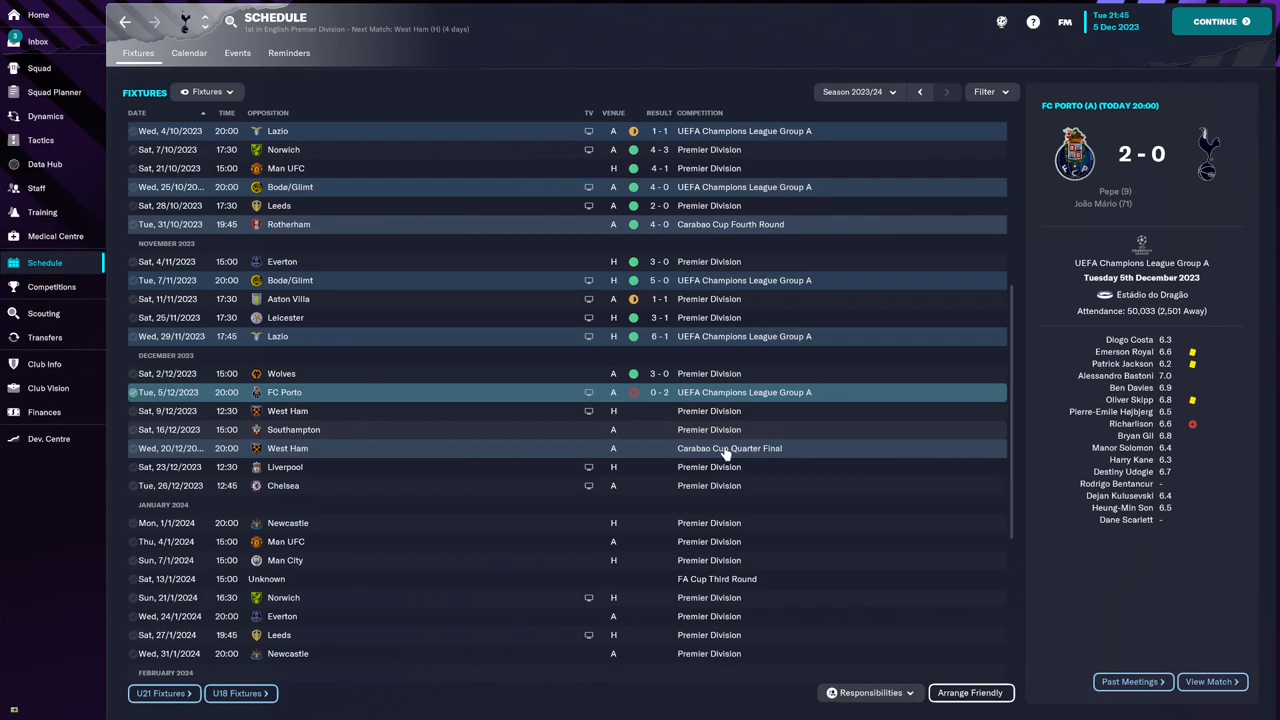 Home
SCHEDULE
1st in English Premier Division - Next Match: West Ham (H) (4 days)
FM
Tue 21:45
5 Dec 2023
CONTINUE
3
Inbox
Squad
Squad Planner
Dynamics
Tactics
Data Hub
Staff
Training
Medical Centre
Schedule
Competitions
Scouting
Transfers
Club Info
Club Vision
Finances
Dev. Centre
Fixtures Calendar Events Reminders
FIXTURES Fixtures Season 2023/24 Filter
DATE TIME OPPOSITION TV VENUE RESULT COMPETITION
Wed, 4/10/2023 20:00 Lazio A 1 - 1 UEFA Champions League Group A
Sat, 7/10/2023 17:30 Norwich A 4 - 3 Premier Division
Sat, 21/10/2023 15:00 Man UFC H 4 - 1 Premier Division
Wed, 25/10/20... 20:00 Bodø/Glimt A 4 - 0 UEFA Champions League Group A
Sat, 28/10/2023 17:30 Leeds A 2 - 0 Premier Division
Tue, 31/10/2023 19:45 Rotherham A 4 - 0 Carabao Cup Fourth Round
NOVEMBER 2023
Sat, 4/11/2023 15:00 Everton H 3 - 0 Premier Division
Tue, 7/11/2023 20:00 Bodø/Glimt H 5 - 0 UEFA Champions League Group A
Sat, 11/11/2023 17:30 Aston Villa A 1 - 1 Premier Division
Sat, 25/11/2023 17:30 Leicester H 3 - 1 Premier Division
Wed, 29/11/2023 17:45 Lazio H 6 - 1 UEFA Champions League Group A
DECEMBER 2023
Sat, 2/12/2023 15:00 Wolves A 3 - 0 Premier Division
Tue, 5/12/2023 20:00 FC Porto A 0 - 2 UEFA Champions League Group A
Sat, 9/12/2023 12:30 West Ham H Premier Division
Sat, 16/12/2023 15:00 Southampton A Premier Division
Wed, 20/12/20... 20:00 West Ham A Carabao Cup Quarter Final
Sat, 23/12/2023 12:30 Liverpool H Premier Division
Tue, 26/12/2023 12:45 Chelsea A Premier Division
JANUARY 2024
Mon, 1/1/2024 20:00 Newcastle H Premier Division
Thu, 4/1/2024 15:00 Man UFC A Premier Division
Sun, 7/1/2024 15:00 Man City H Premier Division
Sat, 13/1/2024 15:00 Unknown FA Cup Third Round
Sun, 21/1/2024 16:30 Norwich H Premier Division
Wed, 24/1/2024 20:00 Everton A Premier Division
Sat, 27/1/2024 19:45 Leeds H Premier Division
Wed, 31/1/2024 20:00 Newcastle A Premier Division
FEBRUARY 2024
U21 Fixtures U18 Fixtures Responsibilities Arrange Friendly
FC PORTO (A) (TODAY 20:00)
2 - 0
Pepe (9)
João Mário (71)
UEFA Champions League Group A
Tuesday 5th December 2023
Estádio do Dragão
Attendance: 50,033 (2,501 Away)
Diogo Costa 6.3
Emerson Royal 6.6
Patrick Jackson 6.2
Alessandro Bastoni 7.0
Ben Davies 6.9
Oliver Skipp 6.8
Pierre-Emile Højbjerg 6.5
Richarlison 6.6
Bryan Gil 6.8
Manor Solomon 6.4
Harry Kane 6.3
Destiny Udogie 6.7
Rodrigo Bentancur -
Dejan Kulusevski 6.4
Heung-Min Son 6.5
Dane Scarlett -
Past Meetings View Match